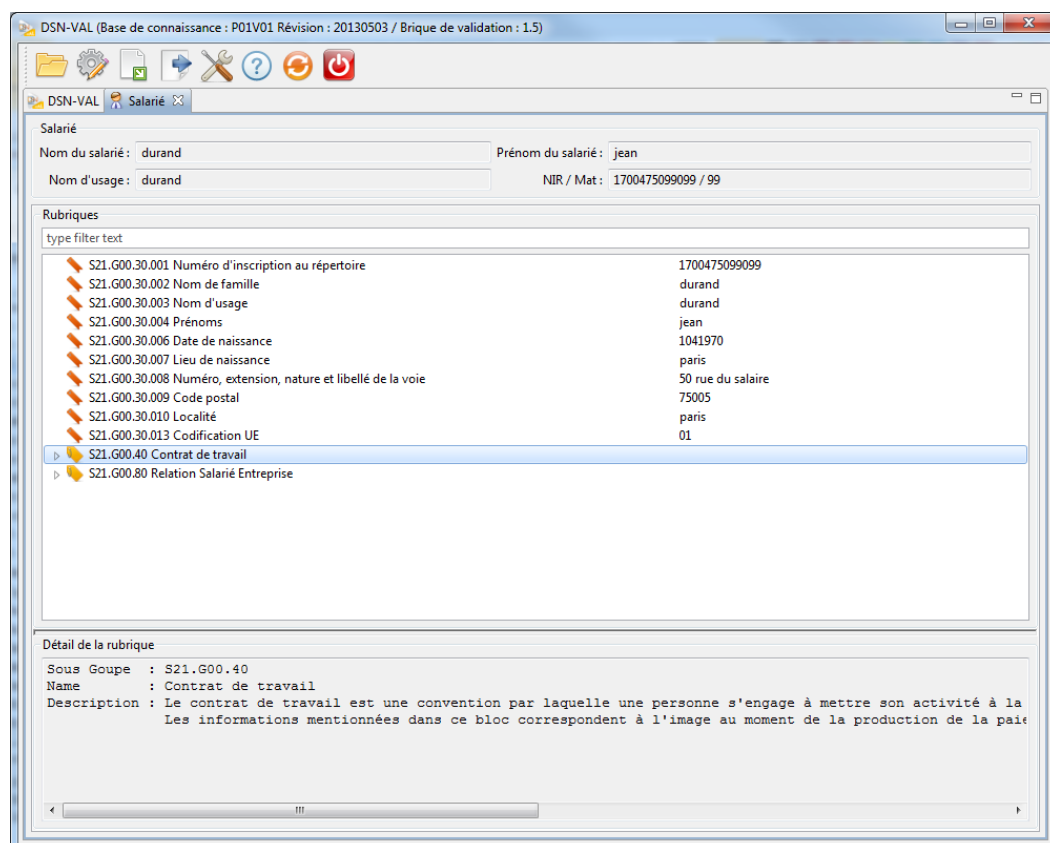 DSN-VAL (Base de connaissance : P01V01 Révision : 20130503 / Brique de validation : 1.5)
DSN-VAL Salarié
Salarié
Nom du salarié : durand Prénom du salarié : jean
Nom d'usage : durand NIR / Mat : 1700475099099 / 99
Rubriques
type filter text
S21.G00.30.001 Numéro d'inscription au répertoire 1700475099099
S21.G00.30.002 Nom de famille durand
S21.G00.30.003 Nom d'usage durand
S21.G00.30.004 Prénoms jean
S21.G00.30.006 Date de naissance 1041970
S21.G00.30.007 Lieu de naissance paris
S21.G00.30.008 Numéro, extension, nature et libellé de la voie 50 rue du salaire
S21.G00.30.009 Code postal 75005
S21.G00.30.010 Localité paris
S21.G00.30.013 Codification UE 01
S21.G00.40 Contrat de travail
S21.G00.80 Relation Salarié Entreprise
Détail de la rubrique
Sous Goupe : S21.G00.40
Name : Contrat de travail
Description : Le contrat de travail est une convention par laquelle une personne s'engage à mettre son activité à la
Les informations mentionnées dans ce bloc correspondent à l'image au moment de la production de la paie